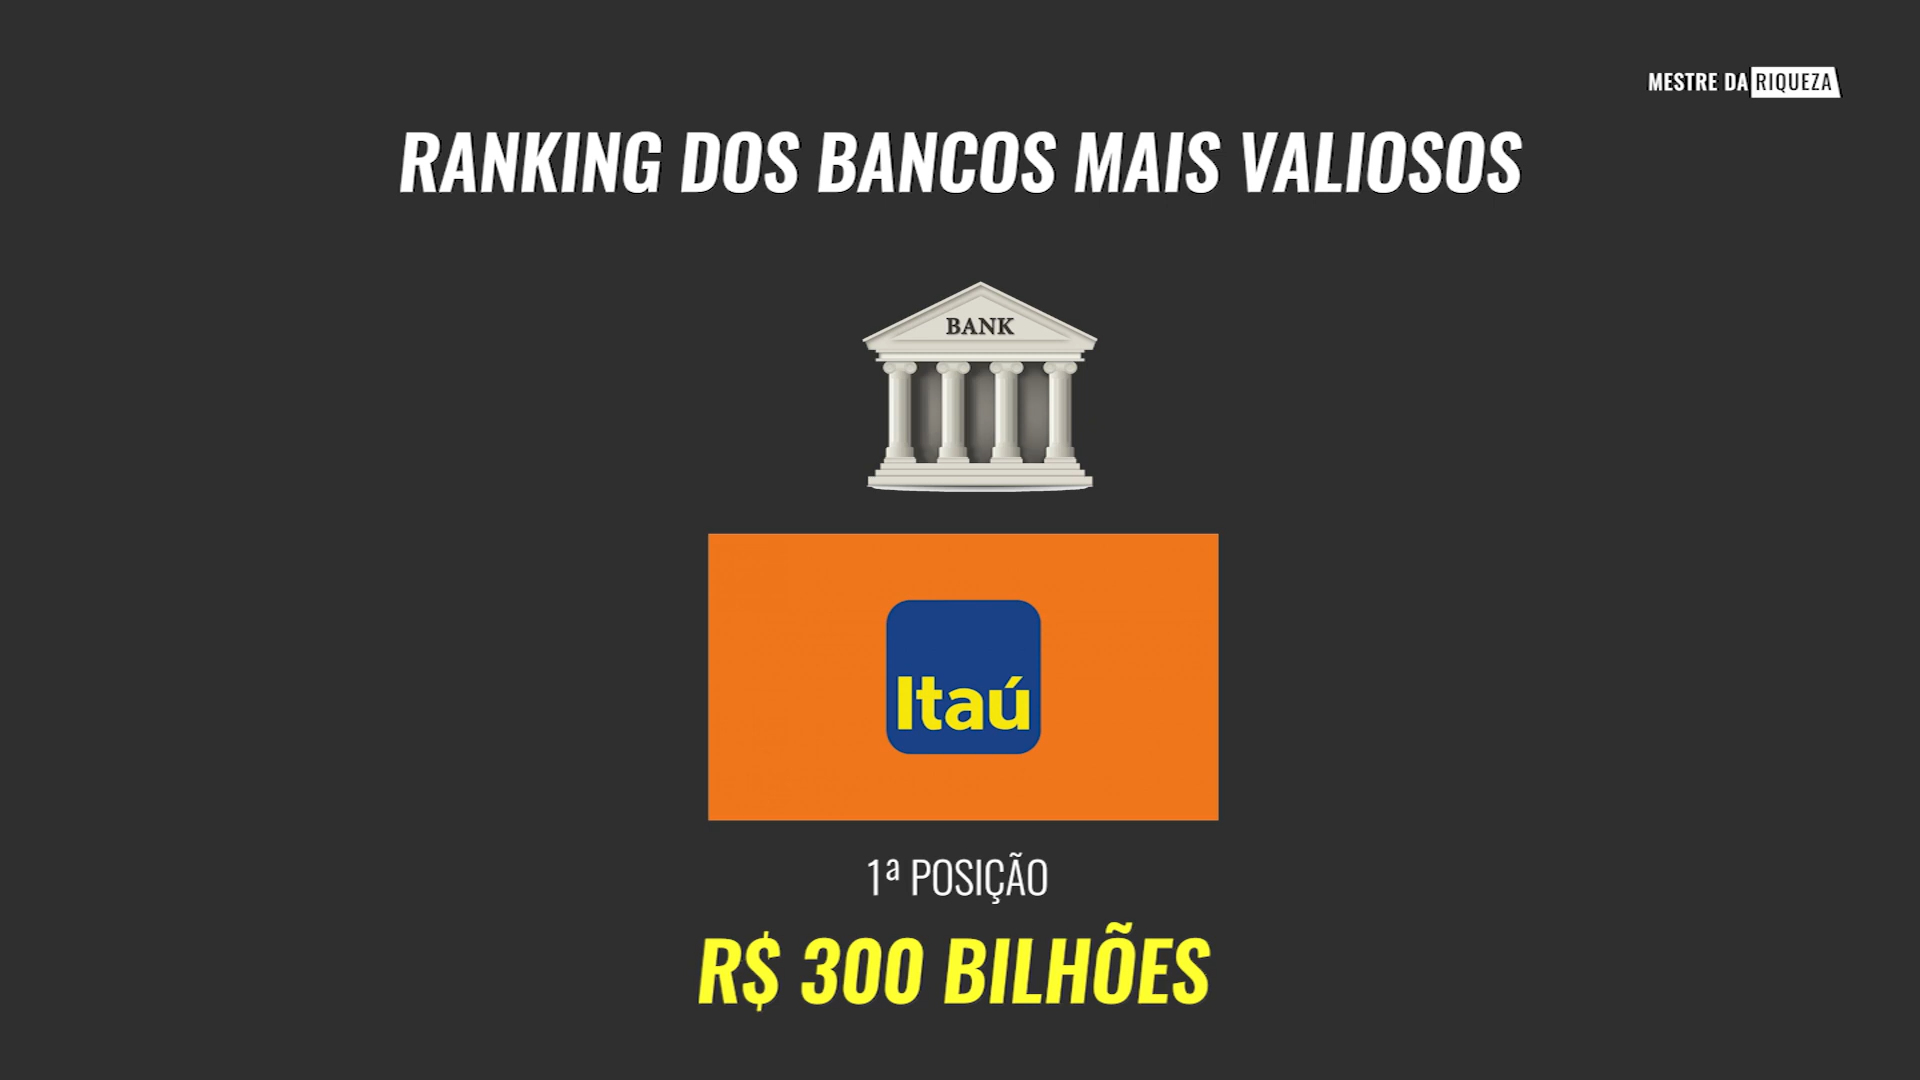 MESTRE DA RIQUEZA
RANKING DOS BANCOS MAIS VALIOSOS
BANK
Itaú
1ª POSIÇÃO
R$ 300 BILHÕES